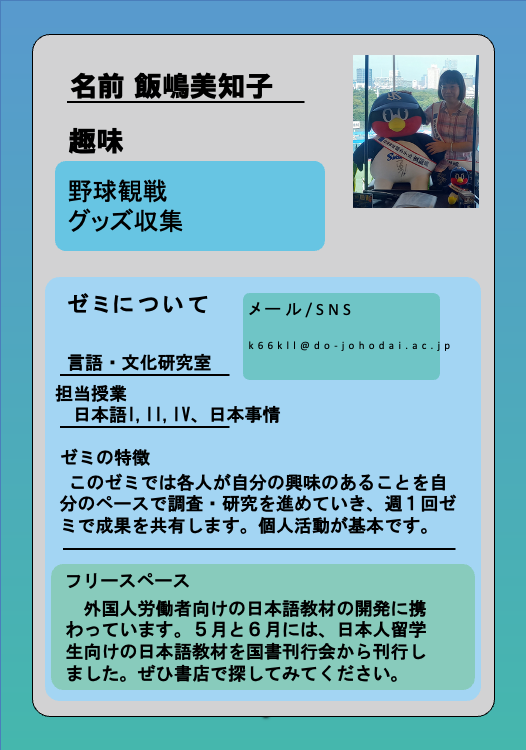 名前 飯嶋美知子
趣味
野球観戦
グッズ収集
ゼミについて
メール/SNS
k66kll@do-johodai.ac.jp
言語・文化研究室
担当授業
日本語I,II,IV、日本事情
ゼミの特徴
このゼミでは各人が自分の興味のあることを自
分のペースで調査・研究を進めていき、週１回ゼ
ミで成果を共有します。個人活動が基本です。
フリースペース
外国人労働者向けの日本語教材の開発に携
わっています。５月と６月には、日本人留学
生向けの日本語教材を国書刊行会から刊行し
ました。ぜひ書店で探してみてください。